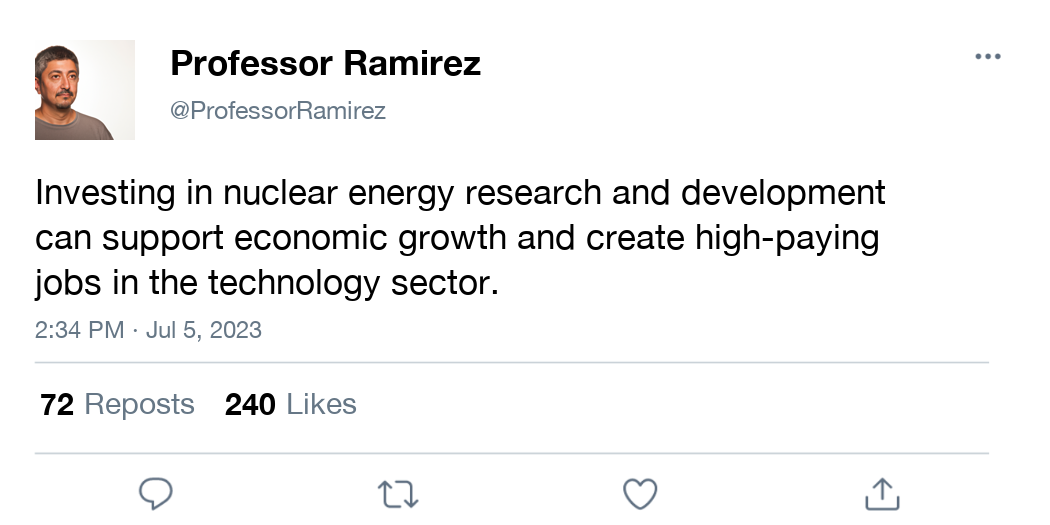 Professor Ramirez
@ProfessorRamirez
Investing in nuclear energy research and development
can support economic growth and create high-paying
jobs in the technology sector.
2:34 PM · Jul 5, 2023
72 Reposts 240 Likes